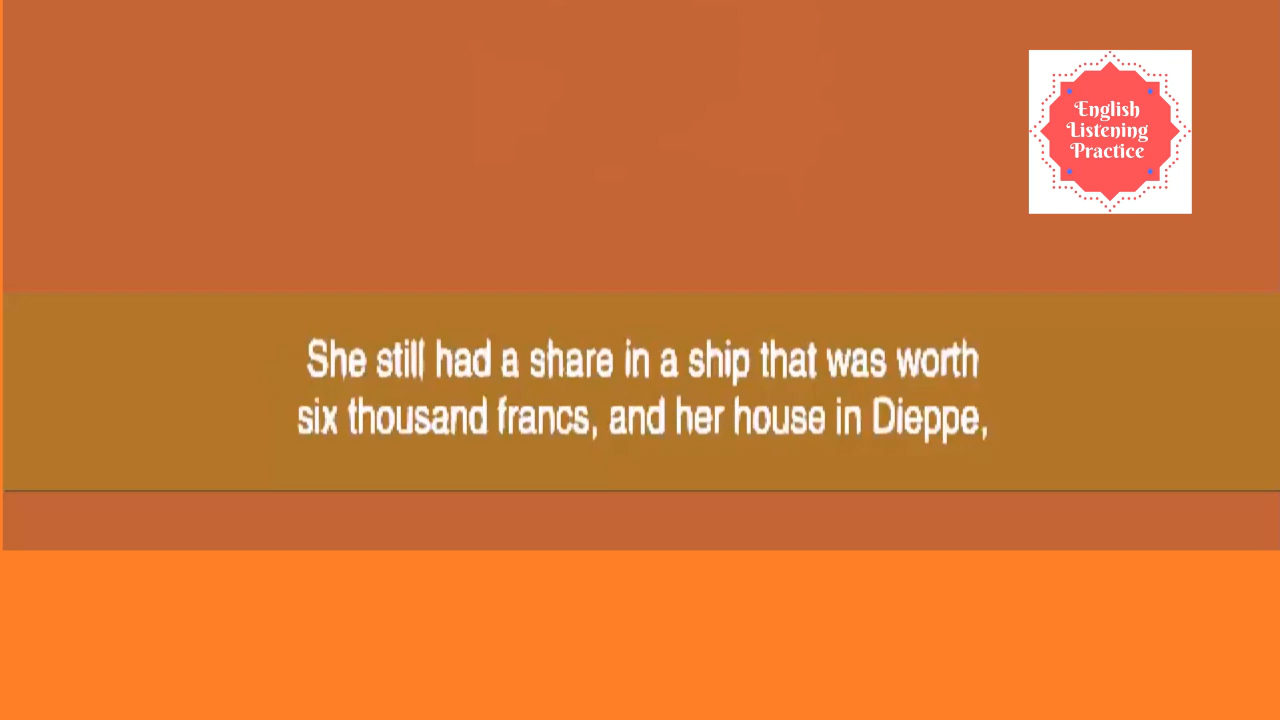 English
Listening
Practice
She still had a share in a ship that was worth
six thousand francs, and her house in Dieppe,